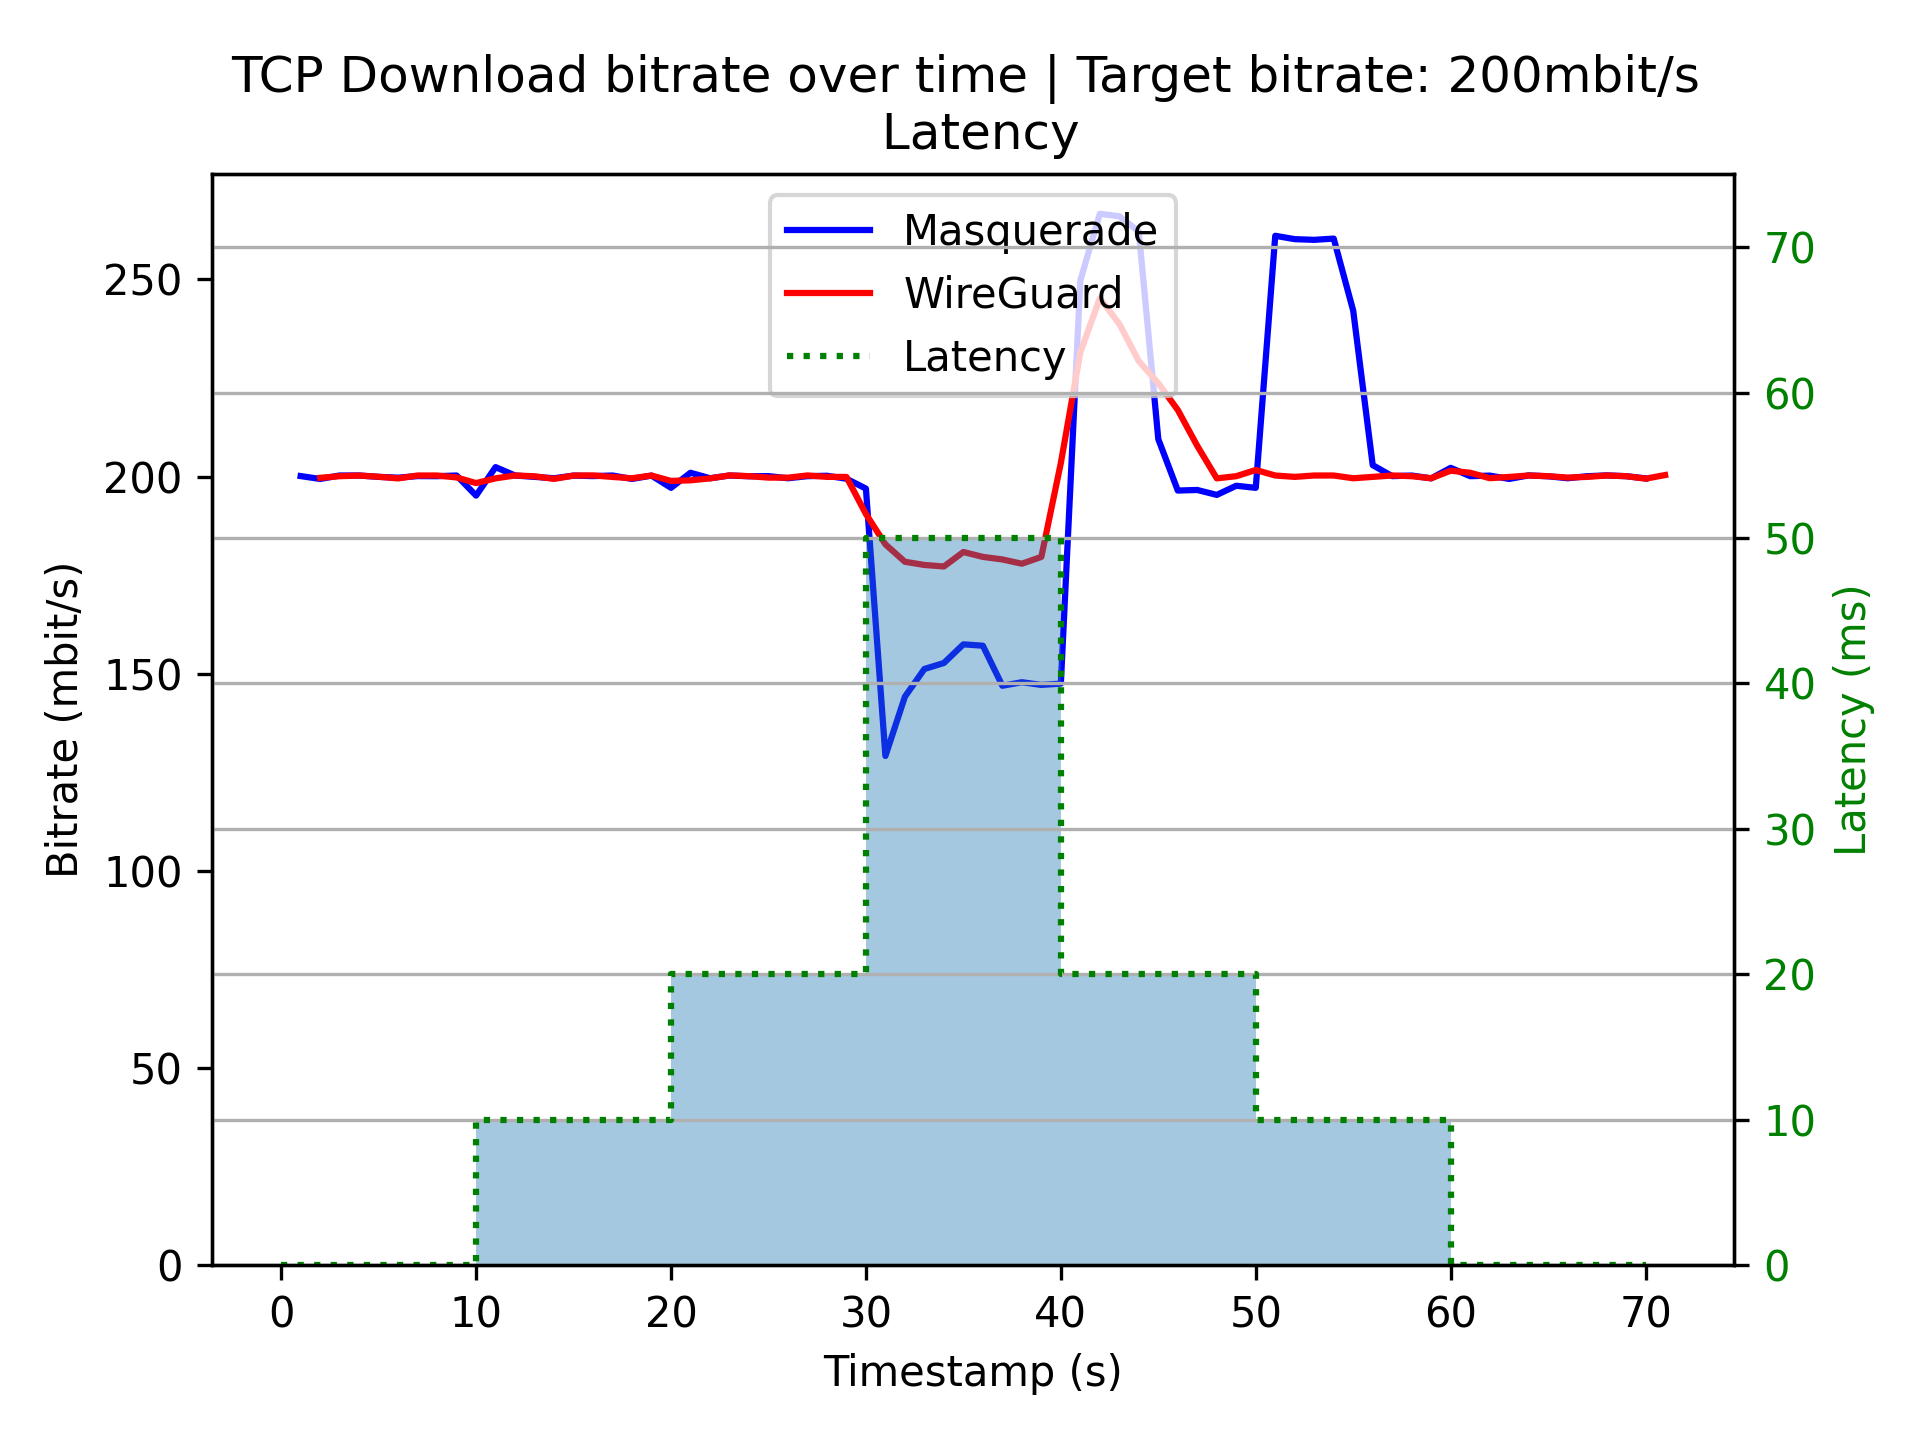 TCP Download bitrate over time | Target bitrate: 200mbit/s
Latency
Masquerade
WireGuard
Latency
Bitrate (mbit/s)
250
200
150
100
50
0
70
60
50
40
30
20
10
0
Latency (ms)
0 10 20 30 40 50 60 70
Timestamp (s)